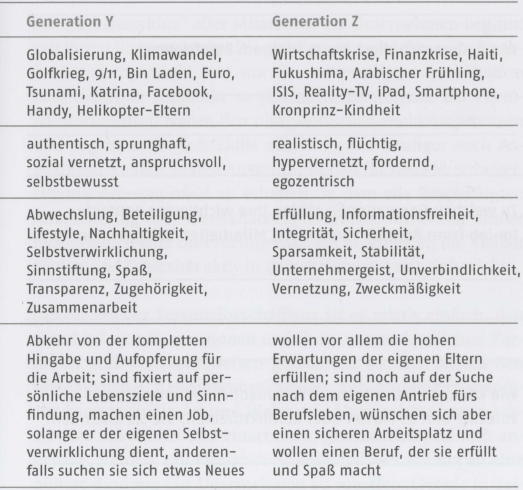 Generation Y
Globalisierung, Klimawandel,
Golfkrieg, 9/11, Bin Laden, Euro,
Tsunami, Katrina, Facebook,
Handy, Helikopter-Eltern
authentisch, sprunghaft,
sozial vernetzt, anspruchsvoll,
selbstbewusst
Abwechslung, Beteiligung,
Lifestyle, Nachhaltigkeit,
Selbstverwirklichung,
Sinnstiftung, Spaß,
Transparenz, Zugehörigkeit,
Zusammenarbeit
Abkehr von der kompletten
Hingabe und Aufopferung für
die Arbeit; sind fixiert auf per-
sönliche Lebensziele und Sinn-
findung, machen einen Job,
solange er der eigenen Selbst-
verwirklichung dient, anderen-
falls suchen sie sich etwas Neues
Generation Z
Wirtschaftskrise, Finanzkrise, Haiti,
Fukushima, Arabischer Frühling,
ISIS, Reality-TV, iPad, Smartphone,
Kronprinz-Kindheit
realistisch, flüchtig,
hypervernetzt, fordernd,
egozentrisch
Erfüllung, Informationsfreiheit,
Integrität, Sicherheit,
Sparsamkeit, Stabilität,
Unternehmergeist, Unverbindlichkeit,
Vernetzung, Zweckmäßigkeit
wollen vor allem die hohen
Erwartungen der eigenen Eltern
erfüllen; sind noch auf der Suche
nach dem eigenen Antrieb fürs
Berufsleben, wünschen sich aber
einen sicheren Arbeitsplatz und
wollen einen Beruf, der sie erfüllt
und Spaß macht